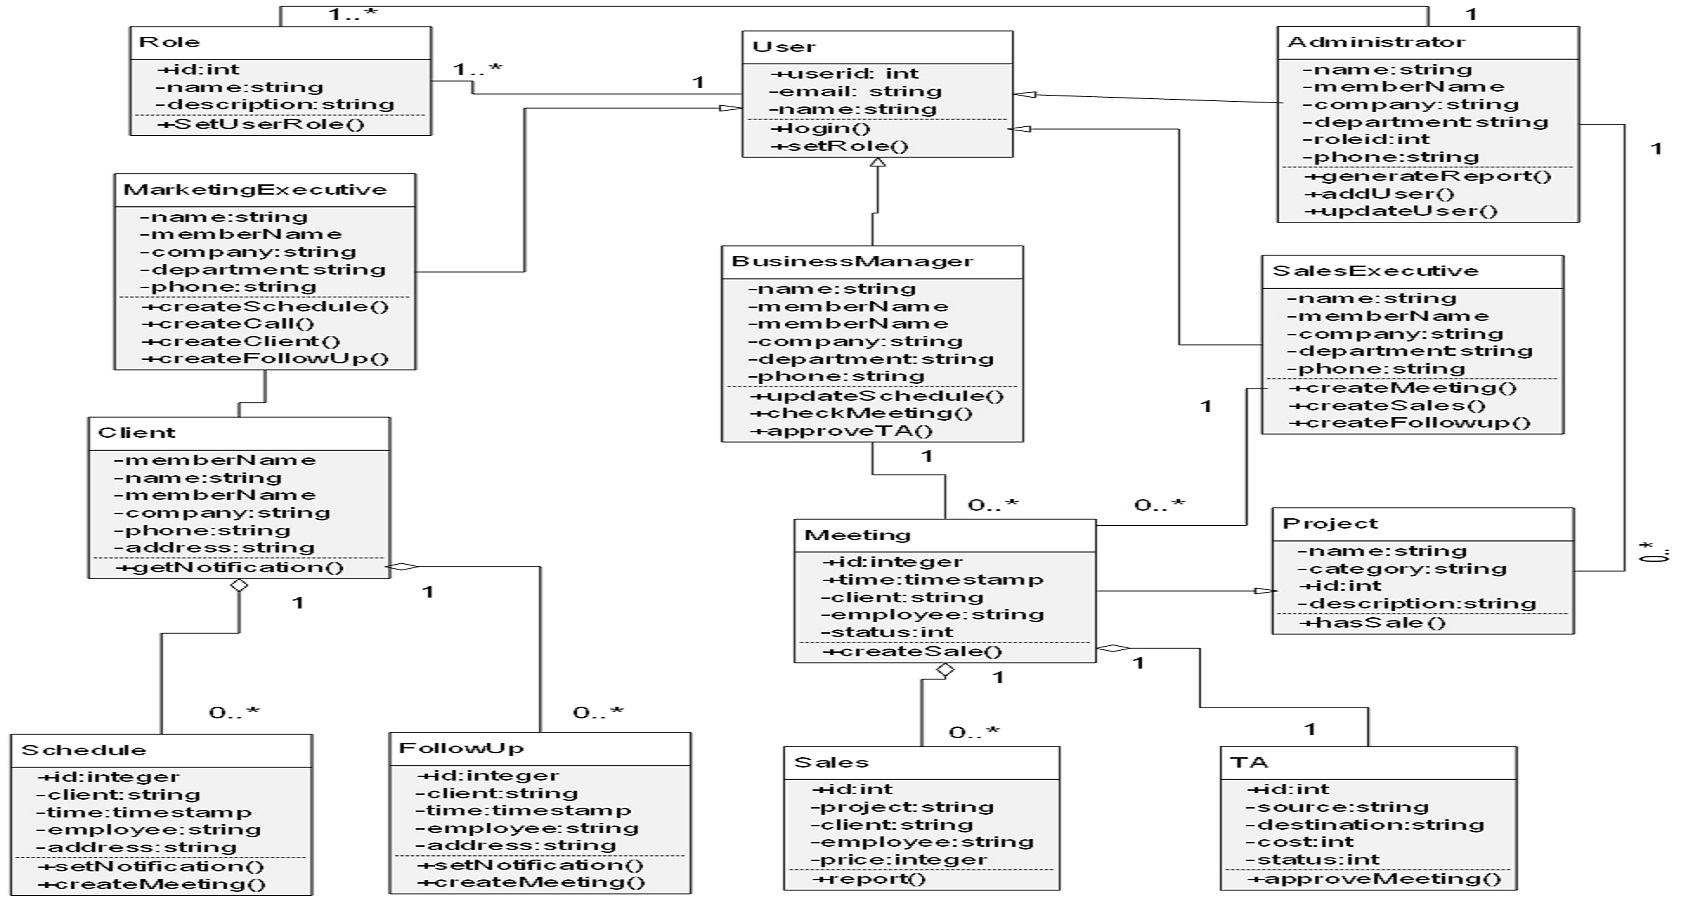 1..*
1
Role
+id:int
-name:string
-description:string
+SetUserRole()
1..*
1
User
+userid: int
-email: string
-name:string
+login()
+setRole()
Administrator
-name:string
-memberName
-company:string
-department:string
-roleid:int
-phone:string
+generateReport()
+addUser()
+updateUser()
1
MarketingExecutive
-name:string
-memberName
-company:string
-department:string
-phone:string
+createSchedule()
+createCall()
+createClient()
+createFollowUp()
BusinessManager
-name:string
-memberName
-memberName
-company:string
-department:string
-phone:string
+updateSchedule()
+checkMeeting()
+approveTA()
SalesExecutive
-name:string
-memberName
-company:string
-department:string
-phone:string
+createMeeting()
+createSales()
+createFollowup()
1
1
0..*
0..*
0..*
Client
-memberName
-name:string
-memberName
-company:string
-phone:string
-address:string
+getNotification()
1
1
Meeting
+id:integer
+time:timestamp
-client:string
-employee:string
-status:int
+createSale()
1
1
Project
-name:string
-category:string
+id:int
-description:string
+hasSale()
0..*
0..*
0..*
1
Schedule
+id:integer
-client:string
-time:timestamp
-employee:string
-address:string
+setNotification()
+createMeeting()
FollowUp
+id:integer
-client:string
-time:timestamp
-employee:string
-address:string
+setNotification()
+createMeeting()
Sales
+id:int
-project:string
-client:string
-employee:string
-price:integer
+report()
TA
+id:int
-source:string
-destination:string
-cost:int
-status:int
+approveMeeting()